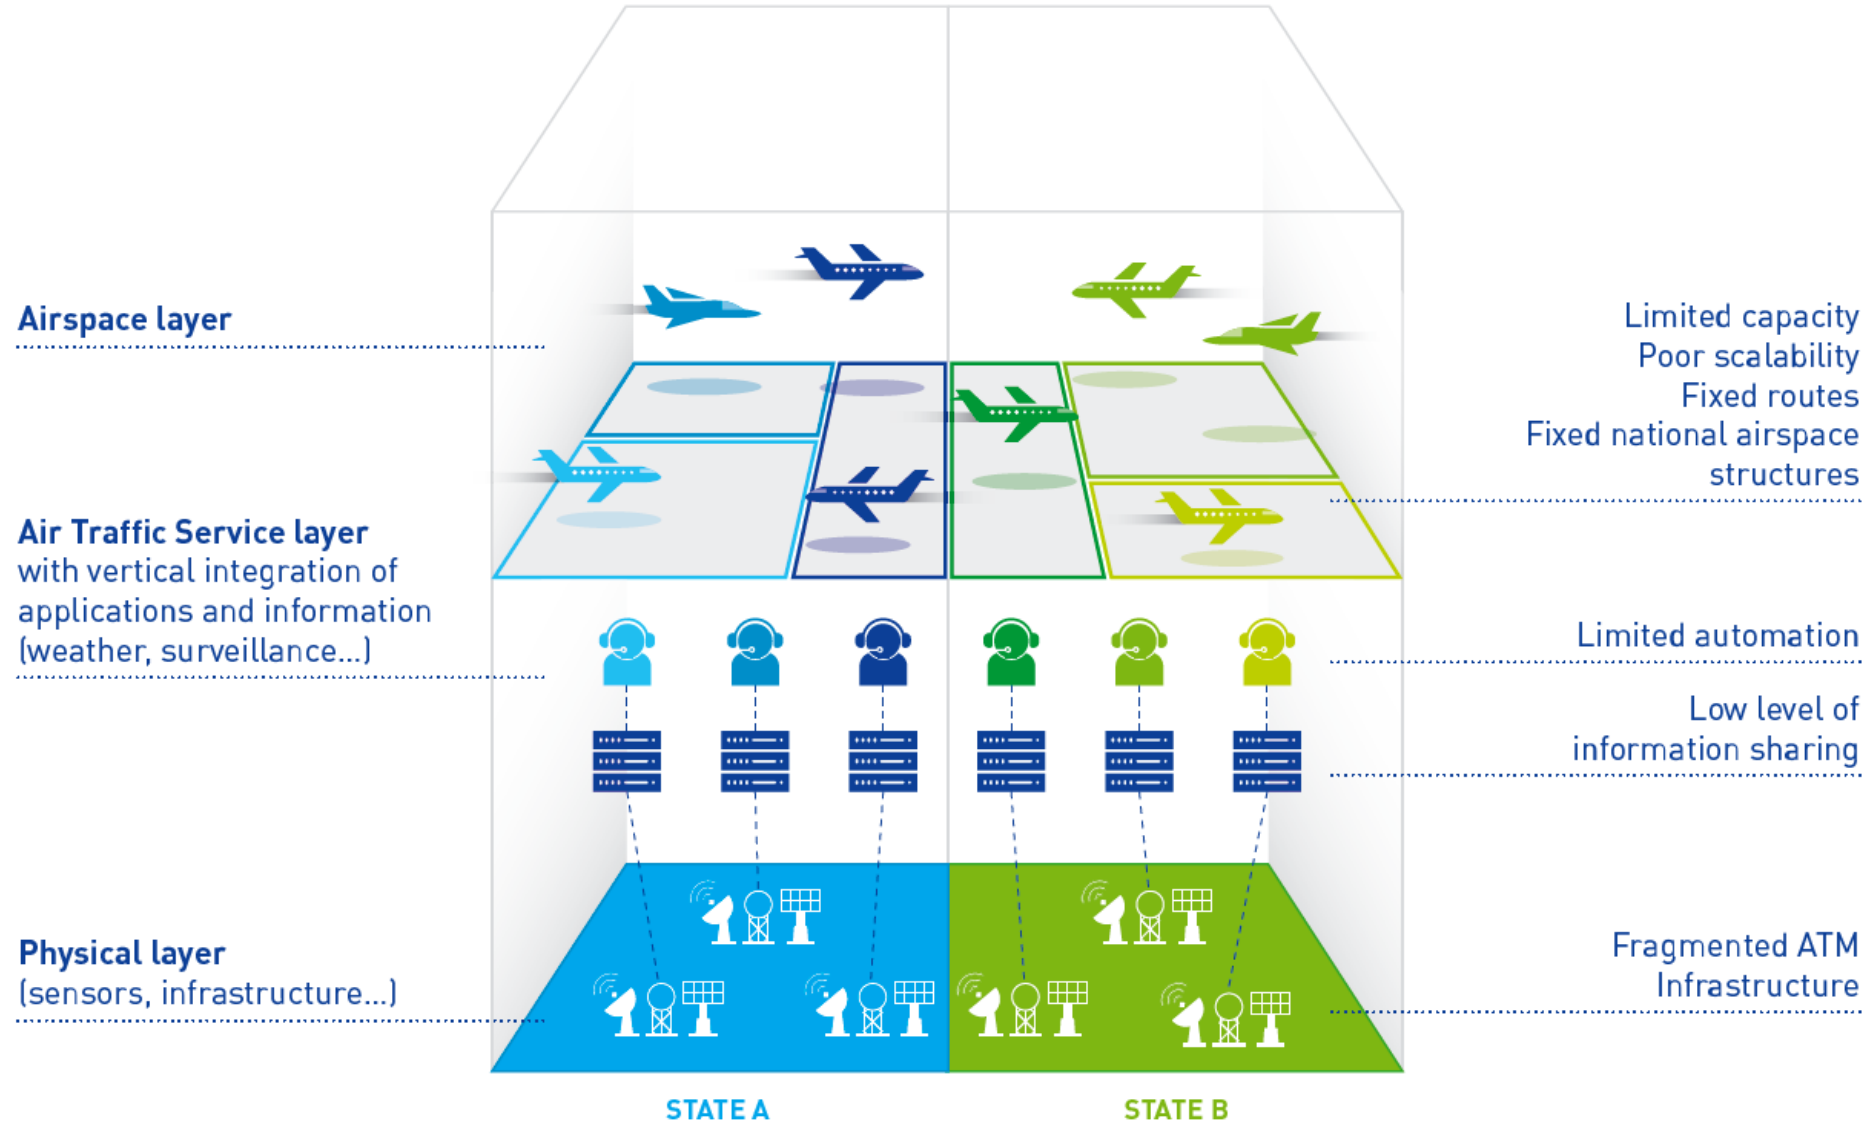 Airspace layer
Air Traffic Service layer
with vertical integration of
applications and information
(weather, surveillance...)
Physical layer
(sensors, infrastructure...)
Limited capacity
Poor scalability
Fixed routes
Fixed national airspace
structures
Limited automation
Low level of
information sharing
Fragmented ATM
Infrastructure
STATE A
STATE B